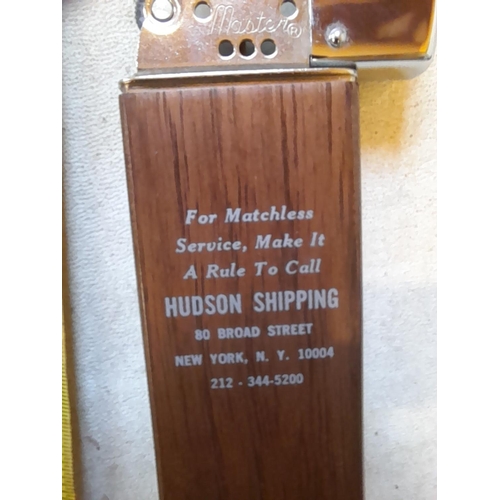 Master®
For Matchless
Service, Make It
A Rule To Call
HUDSON SHIPPING
80 BROAD STREET
NEW YORK, N. Y. 10004
212 - 344-5200